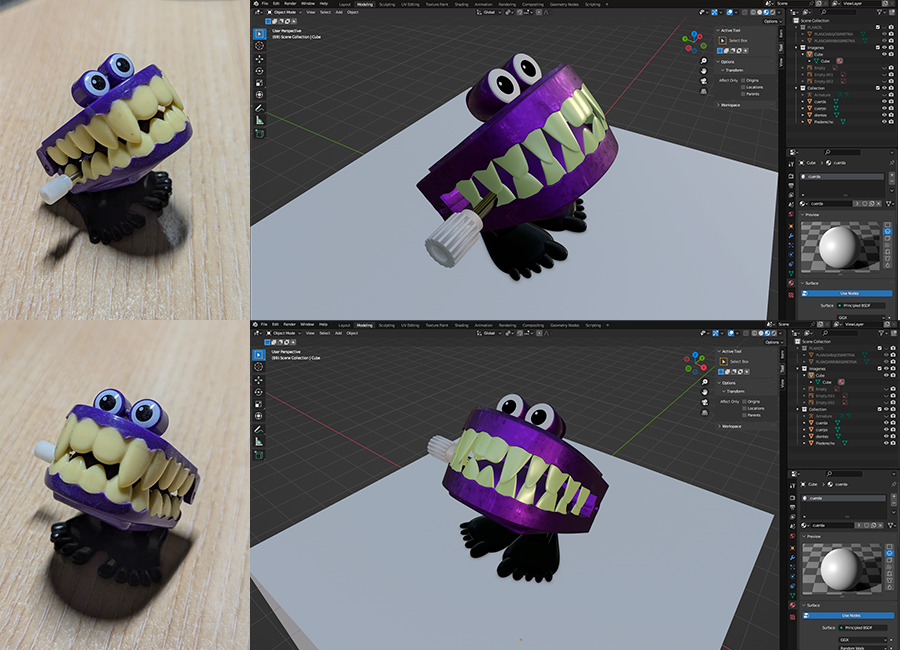 File Edit Render Window Help Layout Modeling Sculpting UV Editing Texture Paint Shading Animation Rendering Compositing Geometry Nodes Scripting +
Scene ViewLayer
Object Mode View Select Add Object Global
Options
User Perspective
(69) Scene Collection | Cube
Active Tool
Select Box
Options
Transform
Affect Only Origins
Locations
Parents
Workspace
Scene Collection
PLANOS
Imagenes
Cube
Cube
Empty
Empty.001
Empty.002
Collection
Armature
cuerda
cuerpo
dientes
Cube cuerda
cuerda
cuerda
Preview
Surface
Use Nodes
Surface Principled BSDF
GGX
File Edit Render Window Help Layout Modeling Sculpting UV Editing Texture Paint Shading Animation Rendering Compositing Geometry Nodes Scripting +
Scene ViewLayer
Object Mode View Select Add Object Global
Options
User Perspective
(69) Scene Collection | Cube
Active Tool
Select Box
Options
Transform
Affect Only Origins
Locations
Parents
Workspace
Scene Collection
PLANOS
Imagenes
Cube
Cube
Empty
Empty.001
Empty.002
Collection
Armature
cuerda
cuerpo
dientes
Cube cuerda
cuerda
cuerda
Preview
Surface
Use Nodes
Surface Principled BSDF
GGX
Random Walk